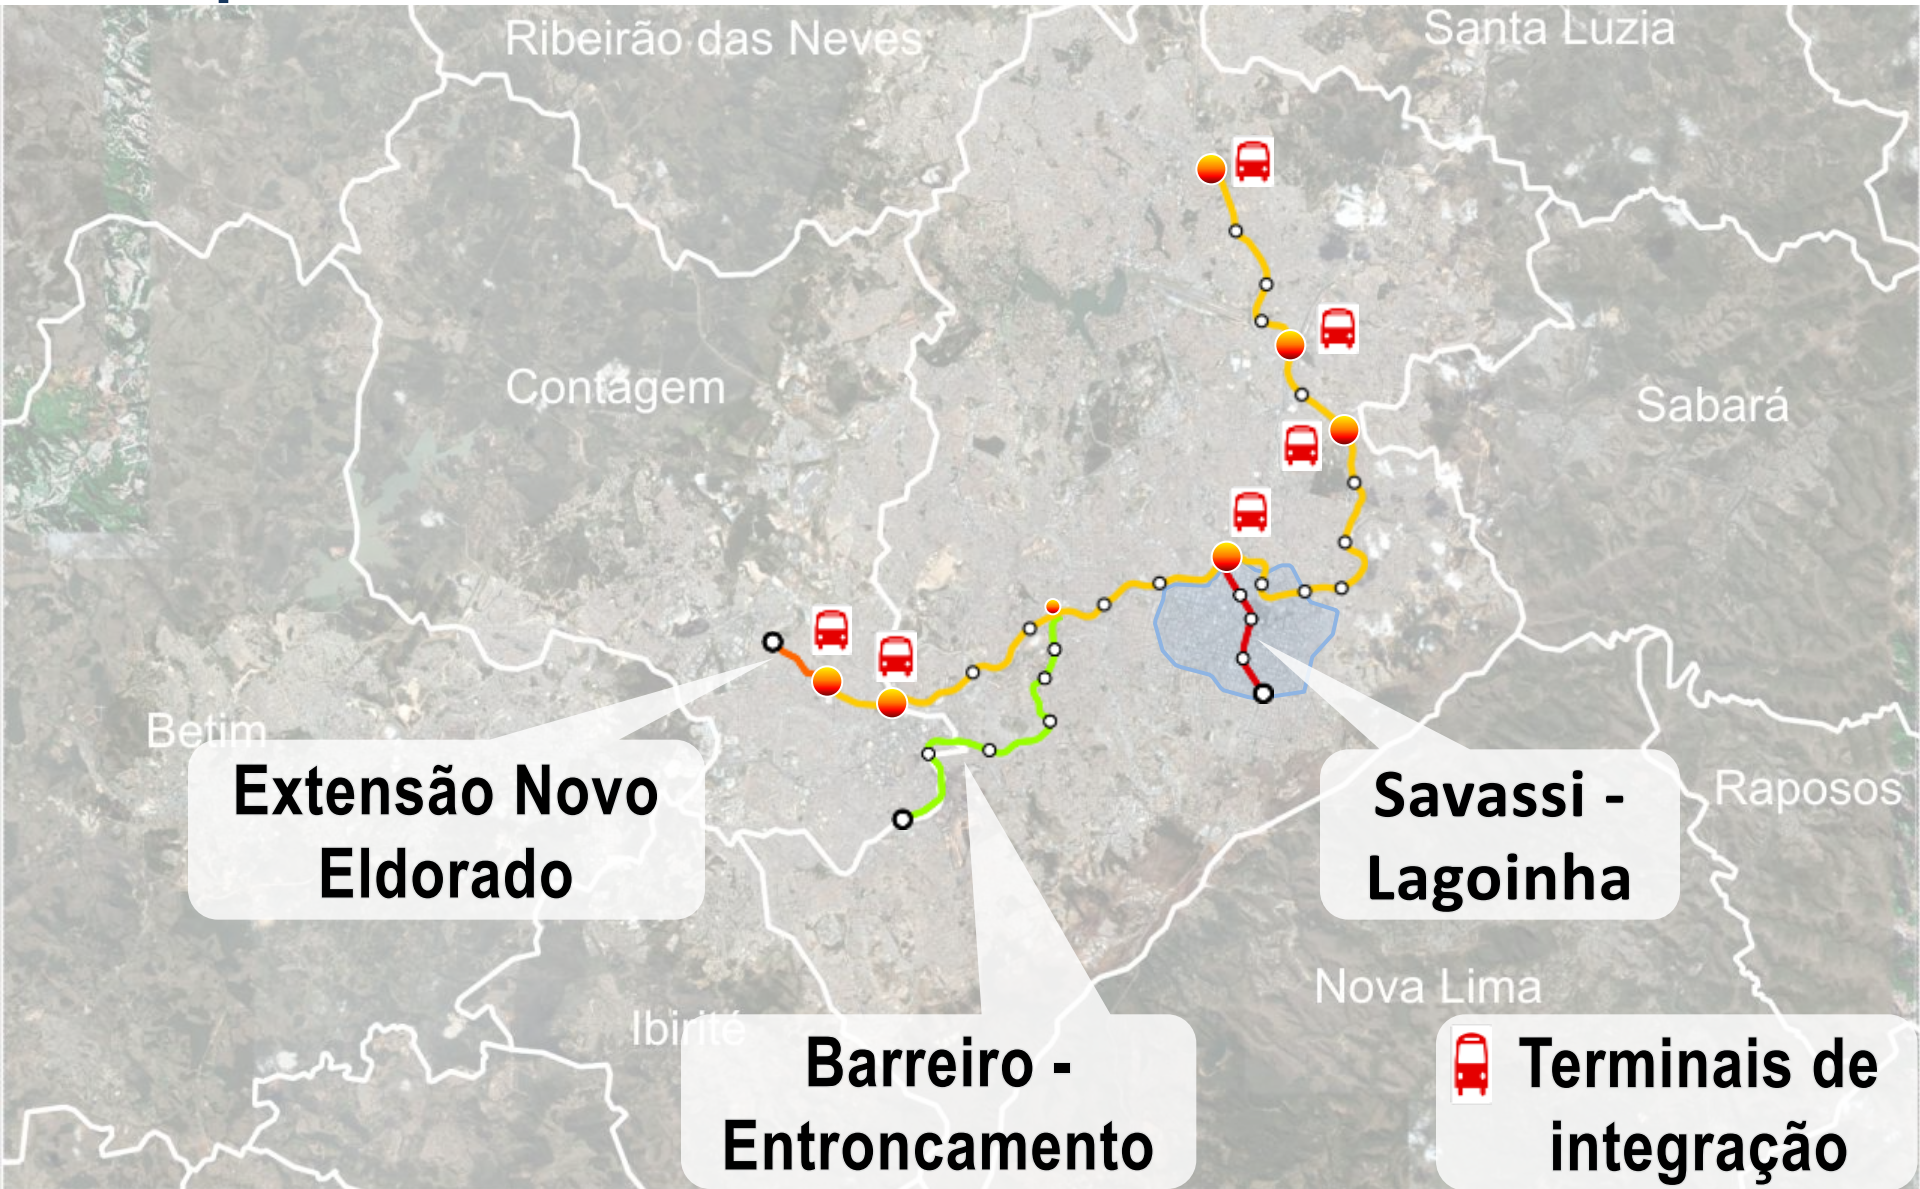 Ribeirão das Neves
Santa Luzia
Contagem
Sabará
Betim
Extensão Novo
Eldorado
Savassi -
Lagoinha
Raposos
Nova Lima
Ibirité
Barreiro -
Entroncamento
Terminais de
integração